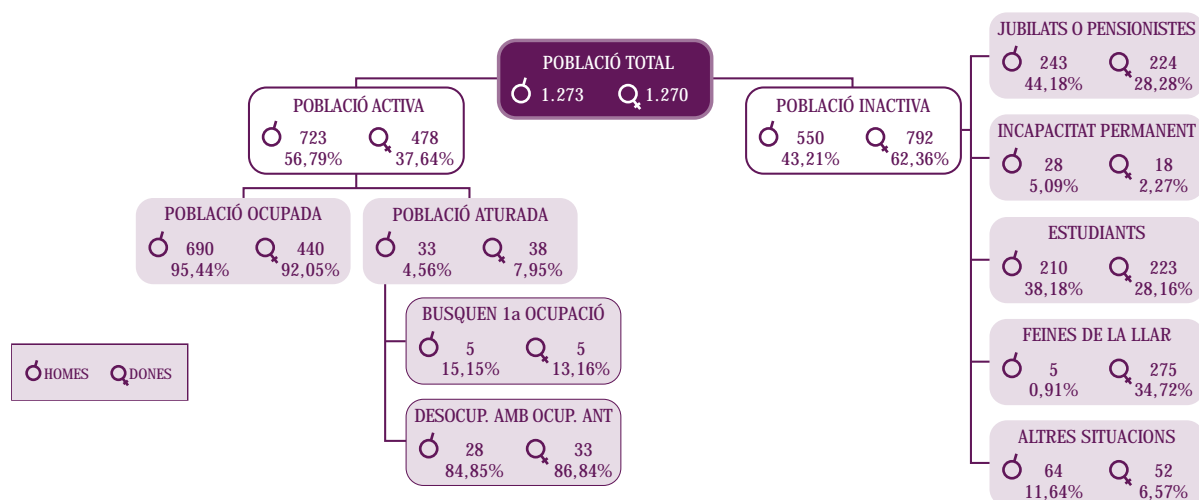 POBLACIÓ TOTAL
1.273 1.270
POBLACIÓ ACTIVA
723 478
56,79% 37,64%
POBLACIÓ OCUPADA
690 440
95,44% 92,05%
POBLACIÓ ATURADA
33 38
4,56% 7,95%
BUSQUEN 1a OCUPACIÓ
5 5
15,15% 13,16%
DESOCUP. AMB OCUP. ANT
28 33
84,85% 86,84%
POBLACIÓ INACTIVA
550 792
43,21% 62,36%
JUBILATS O PENSIONISTES
243 224
44,18% 28,28%
INCAPACITAT PERMANENT
28 18
5,09% 2,27%
ESTUDIANTS
210 223
38,18% 28,16%
FEINES DE LA LLAR
5 275
0,91% 34,72%
ALTRES SITUACIONS
64 52
11,64% 6,57%
HOMES DONES